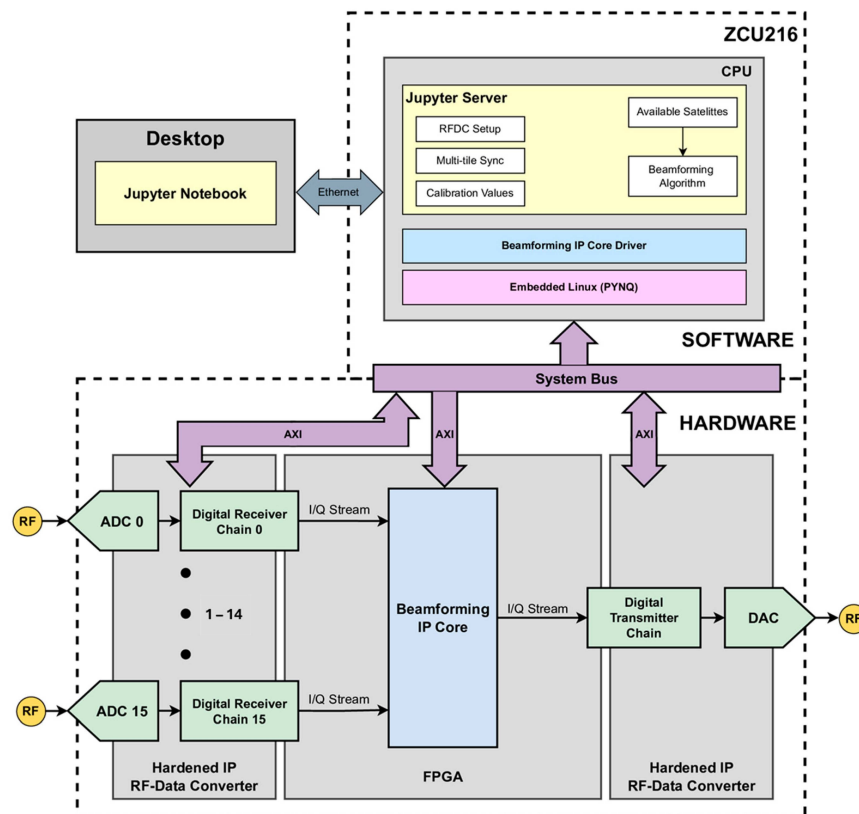 ZCU216
CPU
Jupyter Server
RFDC Setup
Multi-tile Sync
Calibration Values
Available Satelittes
Beamforming
Algorithm
Desktop
Jupyter Notebook
Ethernet
Beamforming IP Core Driver
Embedded Linux (PYNQ)
SOFTWARE
System Bus
HARDWARE
AXI
AXI
AXI
RF
ADC 0
Digital Receiver
Chain 0
I/Q Stream
1 – 14
Beamforming
IP Core
I/Q Stream
Digital
Transmitter
Chain
DAC
RF
RF
ADC 15
Digital Receiver
Chain 15
I/Q Stream
Hardened IP
RF-Data Converter
FPGA
Hardened IP
RF-Data Converter